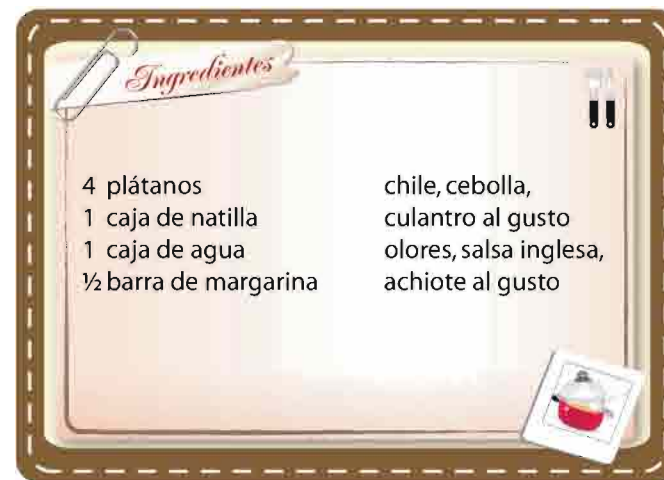 Ingredientes
4 plátanos
1 caja de natilla
1 caja de agua
½ barra de margarina
chile, cebolla,
culantro al gusto
olores, salsa inglesa,
achiote al gusto